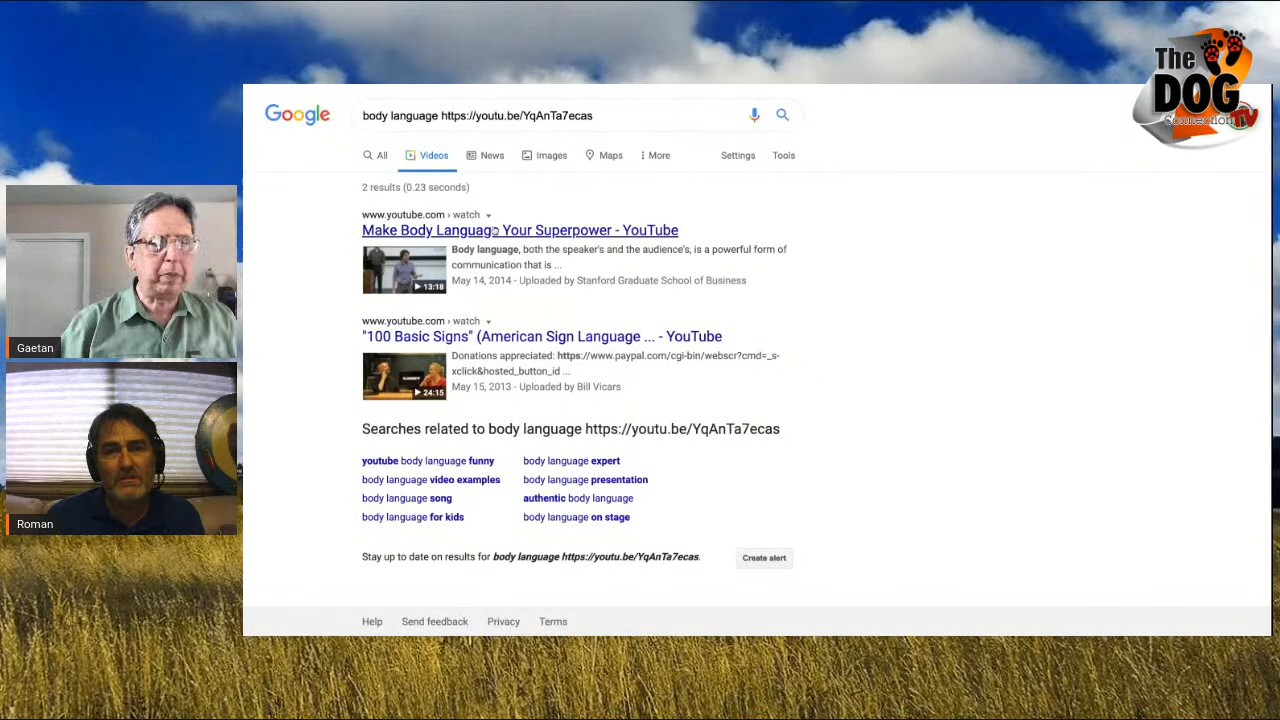 The
DOG
Connection
TV
Google
body language https://youtu.be/YqAnTa7ecas
All
Videos
News
Images
Maps
More
Settings
Tools
2 results (0.23 seconds)
www.youtube.com › watch
Make Body Language Your Superpower - YouTube
Body language, both the speaker's and the audience's, is a powerful form of
communication that is ...
13:18
May 14, 2014 - Uploaded by Stanford Graduate School of Business
www.youtube.com › watch
"100 Basic Signs" (American Sign Language ... - YouTube
Donations appreciated: https://www.paypal.com/cgi-bin/webscr?cmd=_s-
xclick&hosted_button_id ...
24:15
May 15, 2013 - Uploaded by Bill Vicars
Searches related to body language https://youtu.be/YqAnTa7ecas
youtube body language funny
body language expert
body language video examples
body language presentation
body language song
authentic body language
body language for kids
body language on stage
Stay up to date on results for body language https://youtu.be/YqAnTa7ecas.
Create alert
Help
Send feedback
Privacy
Terms
Gaetan
Roman